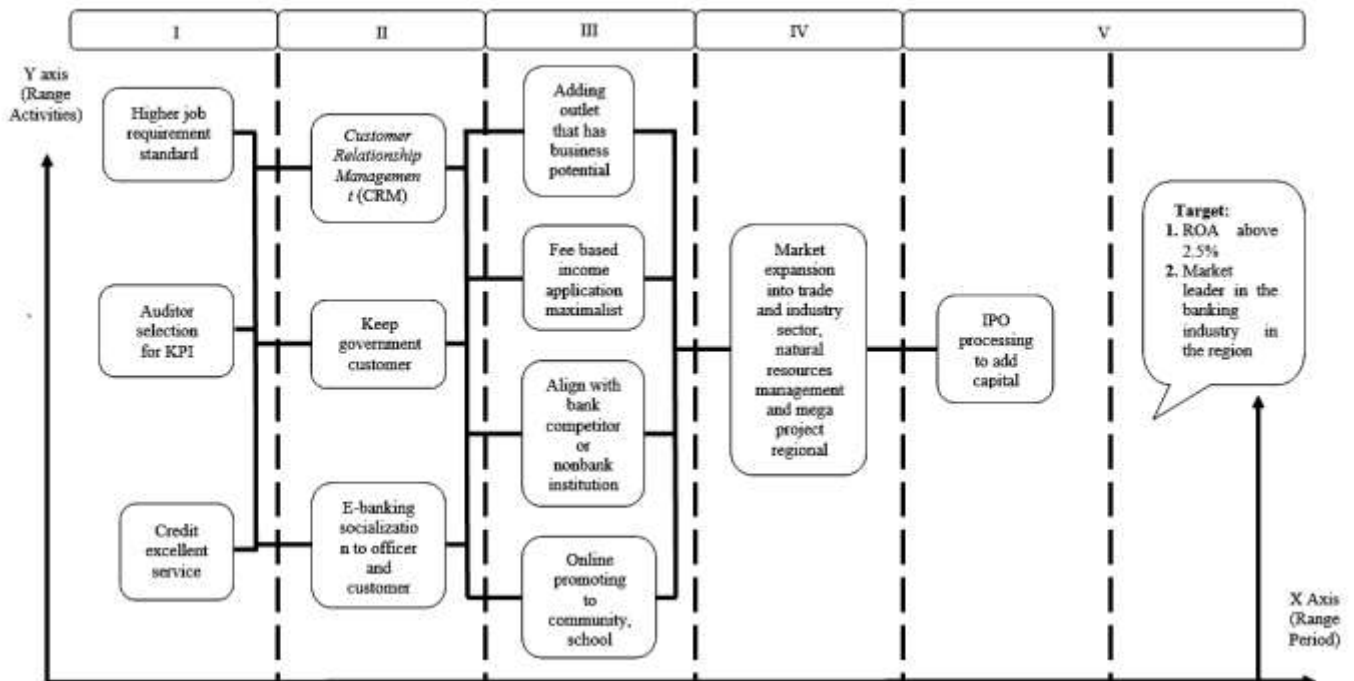 I
II
III
IV
V
Y axis
(Range
Activities)
Higher job
requirement
standard
Auditor
selection
for KPI
Credit
excellent
service
Customer
Relationship
Managemen
t (CRM)
Keep
government
customer
E-banking
socializatio
n to officer
and
customer
Adding
outlet
that has
business
potential
Fee based
income
application
maximalist
Align with
bank
competitor
or
nonbank
institution
Online
promoting
to
community,
school
Market
expansion
into trade
and industry
sector,
natural
resources
management
and mega
project
regional
IPO
processing
to add
capital
Target:
1. ROA above
2.5%
2. Market
leader in the
banking
industry in
the region
X Axis
(Range
Period)